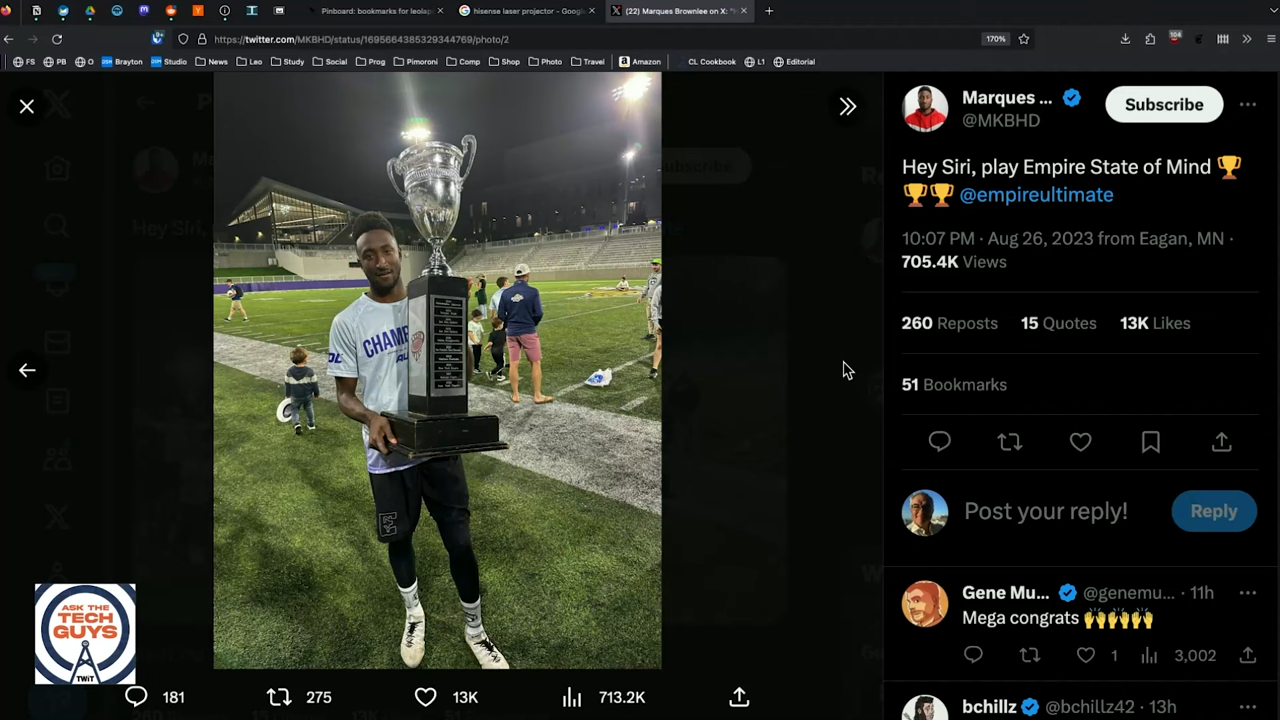 Pinboard: bookmarks for leolap
hisense laser projector - Google
(22) Marques Brownlee on X: "H
https://twitter.com/MKBHD/status/1695664385329344769/photo/2
170%
104
FS
PB
O
Brayton
Studio
News
Leo
Study
Social
Prog
Pimoroni
Comp
Shop
Photo
Travel
Amazon
CL Cookbook
L1
Editorial
Marques ...
@MKBHD
Subscribe
Hey Siri, play Empire State of Mind 🏆
🏆🏆 @empireultimate
10:07 PM · Aug 26, 2023 from Eagan, MN ·
705.4K Views
260 Reposts 15 Quotes 13K Likes
51 Bookmarks
Post your reply!
Reply
Gene Mu... @genemu... · 11h
Mega congrats 🙌🙌🙌🙌
1
3,002
bchillz @bchillz42 · 13h
CHAMP
E
ASK THE
TECH
GUYS
TWiT
181
275
13K
713.2K